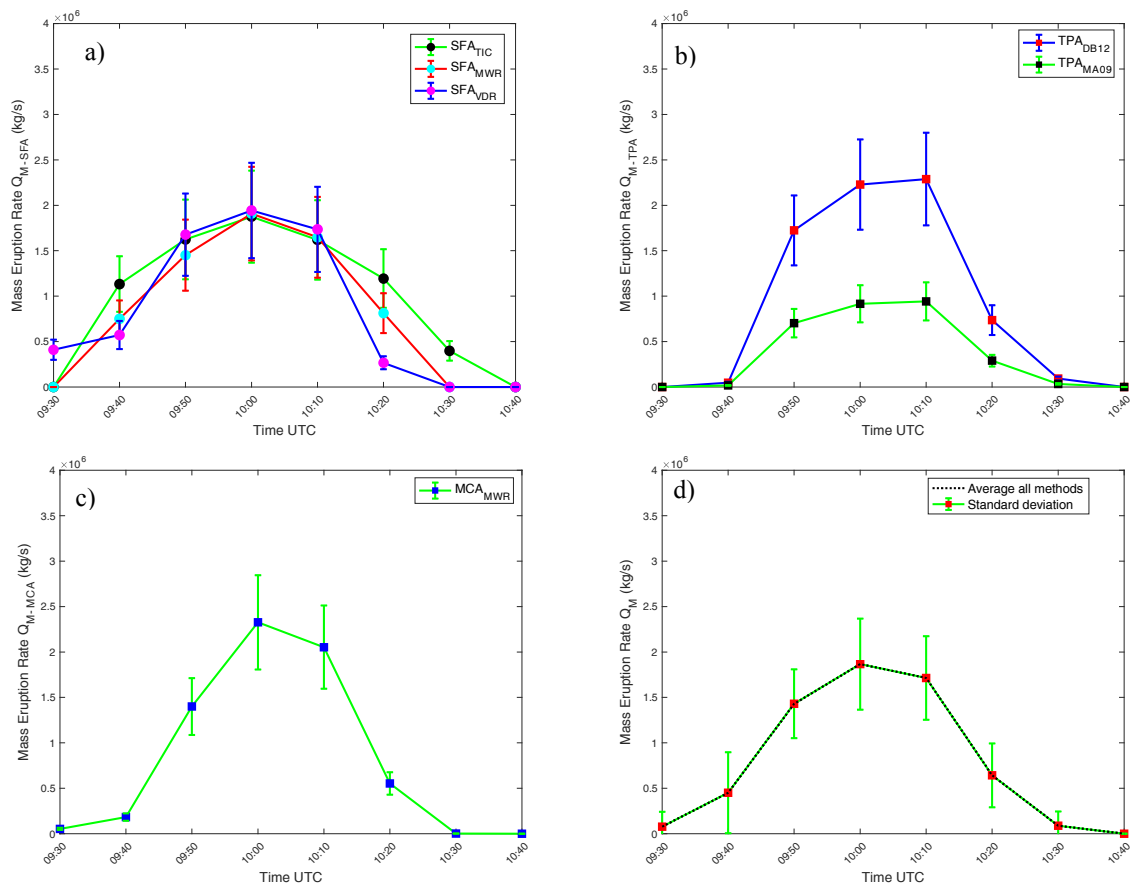 ×10⁶
a)
SFA_TIC
SFA_MWR
SFA_VDR
4
3.5
3
2.5
2
1.5
1
0.5
0
Mass Eruption Rate Q_M-SFA (kg/s)
09:30 09:40 09:50 10:00 10:10 10:20 10:30 10:40
Time UTC
×10⁶
b)
TPA_DB12
TPA_MA09
4
3.5
3
2.5
2
1.5
1
0.5
0
Mass Eruption Rate Q_M-TPA (kg/s)
09:30 09:40 09:50 10:00 10:10 10:20 10:30 10:40
Time UTC
×10⁶
c)
MCA_MWR
4
3.5
3
2.5
2
1.5
1
0.5
0
Mass Eruption Rate Q_M-MCA (kg/s)
09:30 09:40 09:50 10:00 10:10 10:20 10:30 10:40
Time UTC
×10⁶
d)
Average all methods
Standard deviation
4
3.5
3
2.5
2
1.5
1
0.5
0
Mass Eruption Rate Q_M (kg/s)
09:30 09:40 09:50 10:00 10:10 10:20 10:30 10:40
Time UTC